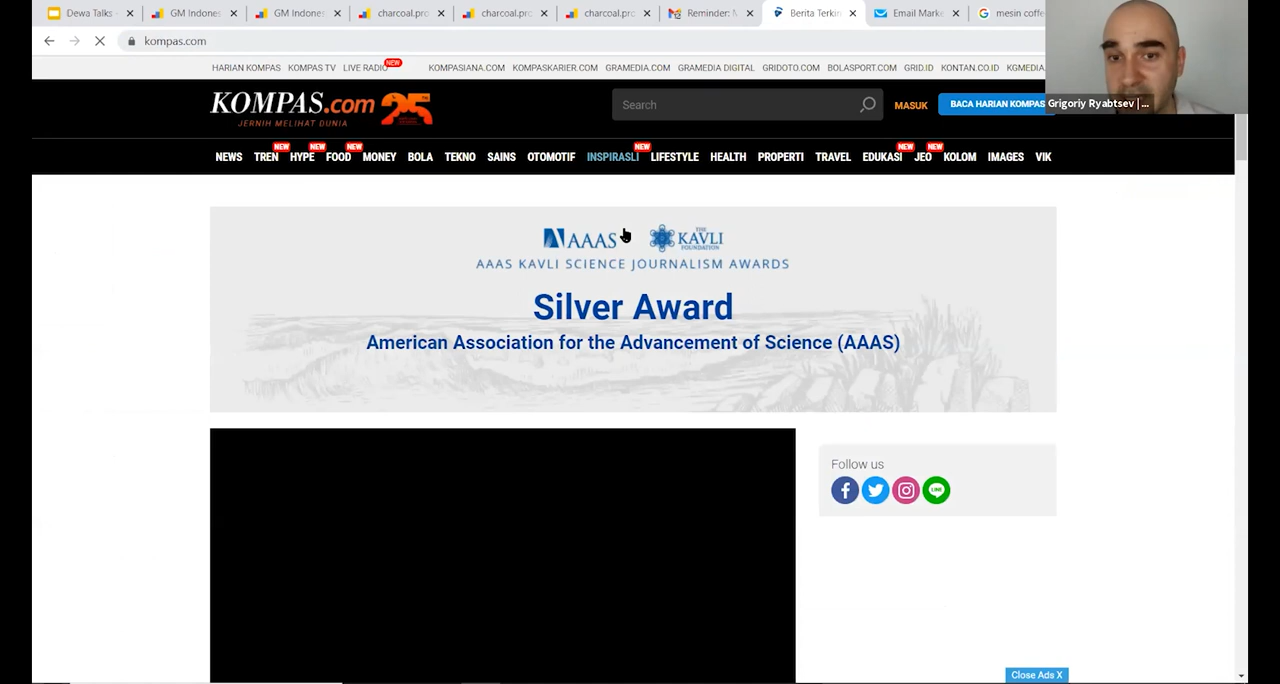 Dewa Talks -
GM Indones
GM Indones
charcoal.pro
charcoal.pro
charcoal.pro
Reminder: M
Berita Terkin
Email Marke
mesin coffe
kompas.com
HARIAN KOMPAS KOMPAS TV LIVE RADIO NEW KOMPASIANA.COM KOMPASKARIER.COM GRAMEDIA.COM GRAMEDIA DIGITAL GRIDOTO.COM BOLASPORT.COM GRID.ID KONTAN.CO.ID KGMEDIA.
KOMPAS.com 25
JERNIH MELIHAT DUNIA
Search
MASUK
BACA HARIAN KOMPAS
Grigoriy Ryabtsev | ...
NEWS TREN NEW HYPE NEW FOOD NEW MONEY BOLA TEKNO SAINS OTOMOTIF INSPIRASLI NEW LIFESTYLE HEALTH PROPERTI TRAVEL EDUKASI NEW JEO NEW KOLOM IMAGES VIK
AAAS
THE KAVLI FOUNDATION
AAAS KAVLI SCIENCE JOURNALISM AWARDS
Silver Award
American Association for the Advancement of Science (AAAS)
Follow us
LINE
Close Ads X